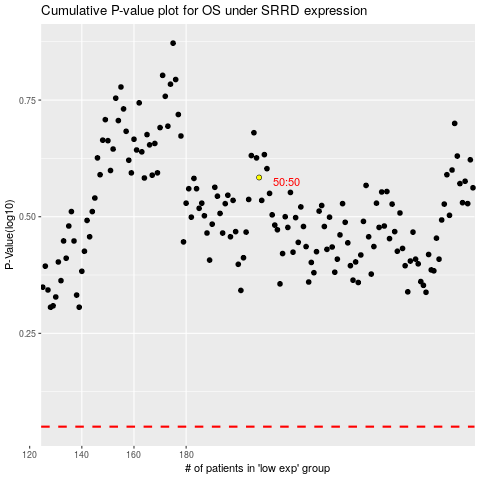 Cumulative P-value plot for OS under SRRD expression
P-Value(log10)
0.75
0.50
0.25
50:50
120 140 160 180
# of patients in 'low exp' group